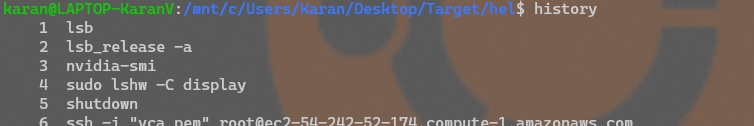 karan@LAPTOP-KaranV:/mnt/c/Users/Karan/Desktop/Target/hel$ history
1 lsb
2 lsb_release -a
3 nvidia-smi
4 sudo lshw -C display
5 shutdown
6 ssh -i "vca.pem" root@ec2-54-242-52-174.compute-1.amazonaws.com